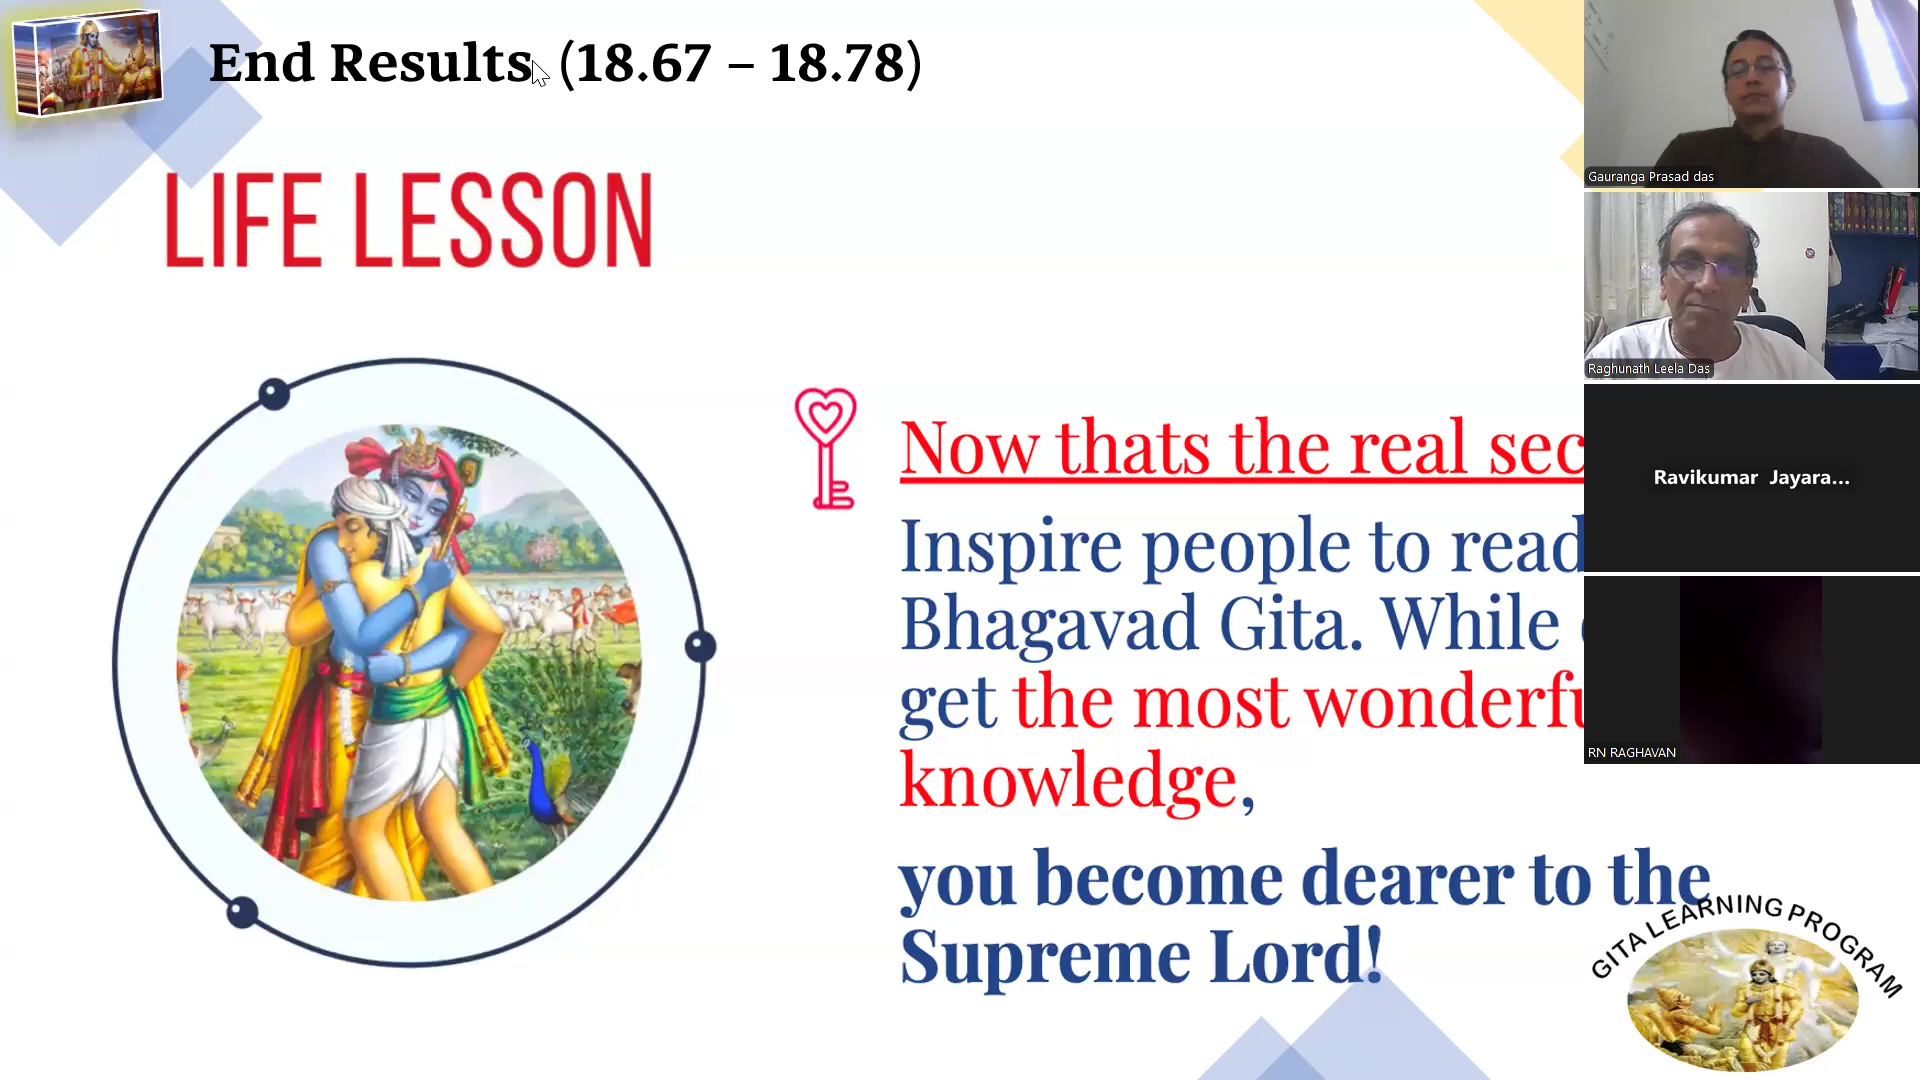 End Results (18.67 – 18.78)
LIFE LESSON
Now thats the real
Inspire people to read
Bhagavad Gita. While
get the most
knowledge,
you become dearer to the
Supreme Lord!
GITA LEARNING PROGRAM
Gauranga Prasad das
Raghunath Leela Das
Ravikumar Jayara...
RN RAGHAVAN